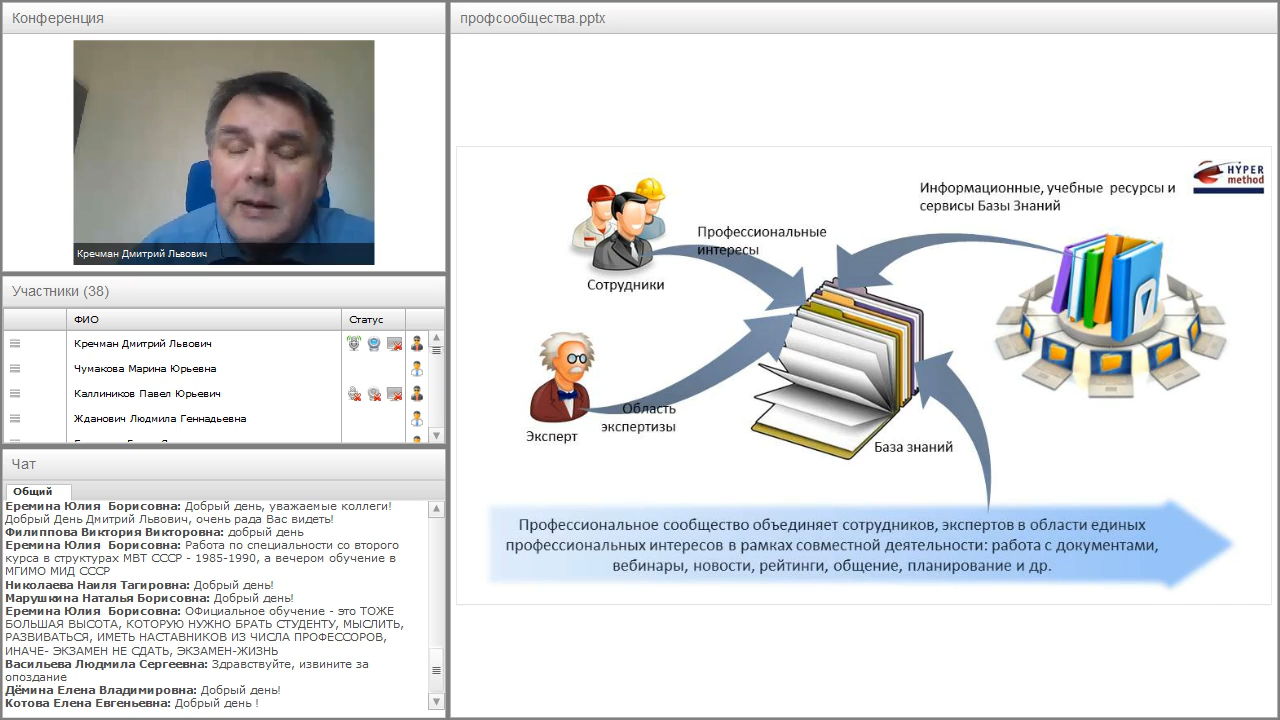 Конференция
Кречман Дмитрий Львович
Участники (38)
ФИО
Статус
Кречман Дмитрий Львович
Чумакова Марина Юрьевна
Каллиников Павел Юрьевич
Жданович Людмила Геннадьевна
Чат
Общий
Еремина Юлия Борисовна: Добрый день, уважаемые коллеги!
Добрый День Дмитрий Львович, очень рада Вас видеть!
Филиппова Виктория Викторовна: добрый день
Еремина Юлия Борисовна: Работа по специальности со второго
курса в структурах МВТ СССР - 1985-1990, а вечером обучение в
МГИМО МИД СССР
Николаева Наиля Тагировна: Добрый день!
Марушкина Наталья Борисовна: Добрый день!
Еремина Юлия Борисовна: ОФициальное обучение - это ТОЖЕ
БОЛЬШАЯ ВЫСОТА, КОТОРУЮ НУЖНО БРАТЬ СТУДЕНТУ, МЫСЛИТЬ,
РАЗВИВАТЬСЯ, ИМЕТЬ НАСТАВНИКОВ ИЗ ЧИСЛА ПРОФЕССОРОВ,
ИНАЧЕ- ЭКЗАМЕН НЕ СДАТЬ, ЭКЗАМЕН-ЖИЗНЬ
Васильева Людмила Сергеевна: Здравствуйте, извините за
опоздание
Дёмина Елена Владимировна: Добрый день!
Котова Елена Евгеньевна: Добрый день !
профсообщества.pptx
HYPER
method
Информационные, учебные ресурсы и
сервисы Базы Знаний
Профессиональные
интересы
Сотрудники
Область
экспертизы
Эксперт
База знаний
Профессиональное сообщество объединяет сотрудников, экспертов в области единых
профессиональных интересов в рамках совместной деятельности: работа с документами,
вебинары, новости, рейтинги, общение, планирование и др.